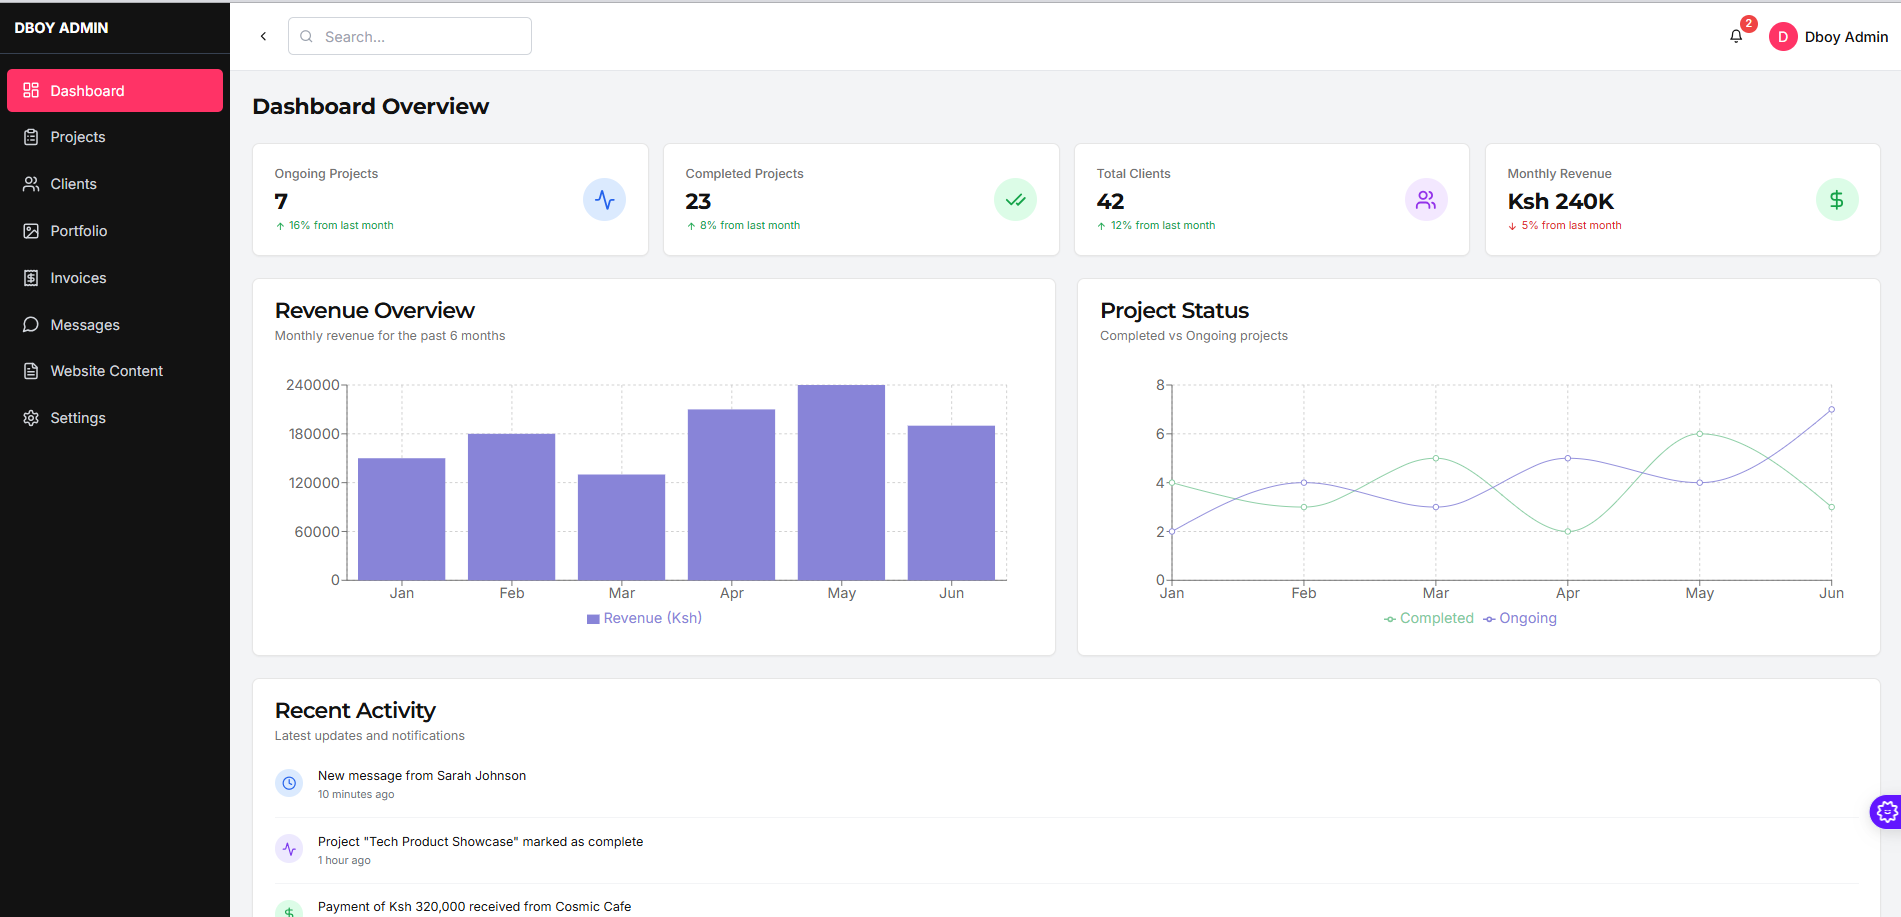 DBOY ADMIN
Search...
2
D
Dboy Admin
Dashboard
Projects
Clients
Portfolio
Invoices
Messages
Website Content
Settings
Dashboard Overview
Ongoing Projects
7
↑ 16% from last month
Completed Projects
23
↑ 8% from last month
Total Clients
42
↑ 12% from last month
Monthly Revenue
Ksh 240K
↓ 5% from last month
Revenue Overview
Monthly revenue for the past 6 months
240000
180000
120000
60000
0
Jan Feb Mar Apr May Jun
Revenue (Ksh)
Project Status
Completed vs Ongoing projects
8
6
4
2
0
Jan Feb Mar Apr May Jun
Completed Ongoing
Recent Activity
Latest updates and notifications
New message from Sarah Johnson
10 minutes ago
Project "Tech Product Showcase" marked as complete
1 hour ago
Payment of Ksh 320,000 received from Cosmic Cafe